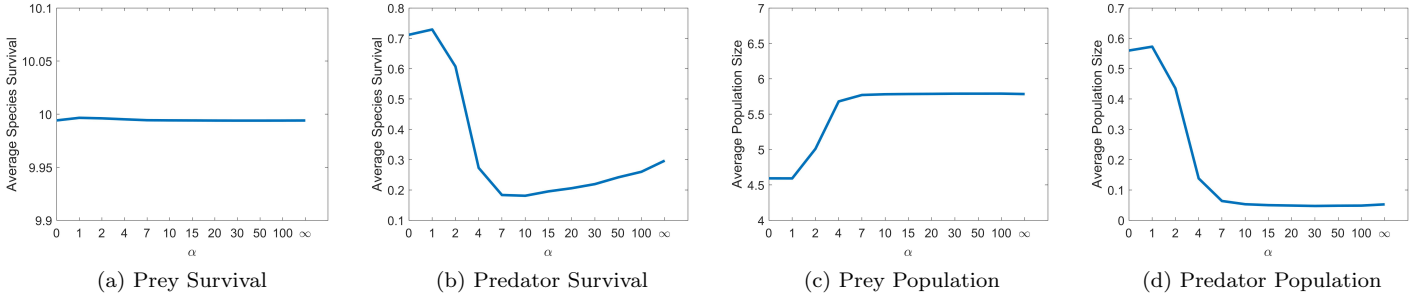 10.1
10.05
10
9.95
9.9
Average Species Survival
0 1 2 4 7 10 15 20 30 50 100 ∞
α
(a) Prey Survival
0.8
0.7
0.6
0.5
0.4
0.3
0.2
0.1
Average Species Survival
0 1 2 4 7 10 15 20 30 50 100 ∞
α
(b) Predator Survival
7
6.5
6
5.5
5
4.5
4
Average Population Size
0 1 2 4 7 10 15 20 30 50 100 ∞
α
(c) Prey Population
0.7
0.6
0.5
0.4
0.3
0.2
0.1
0
Average Population Size
0 1 2 4 7 10 15 20 30 50 100 ∞
α
(d) Predator Population